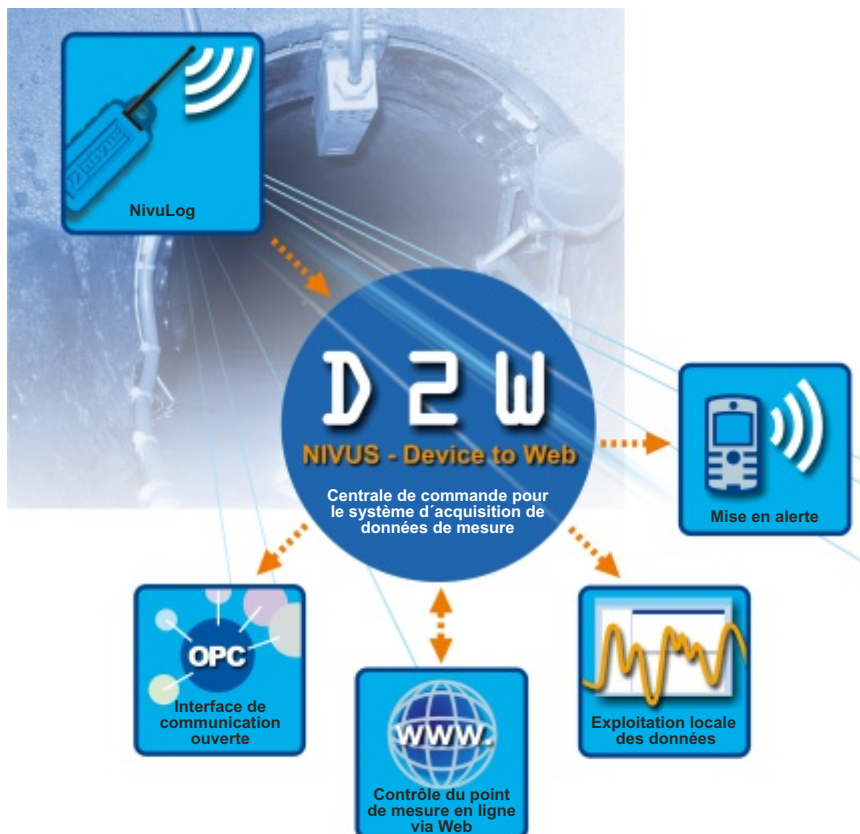 nivus
NivuLog
D 2 W
NIVUS - Device to Web
Centrale de commande pour
le système d´acquisition de
données de mesure
Mise en alerte
OPC
Interface de
communication
ouverte
www.
Contrôle du point
de mesure en ligne
via Web
Exploitation locale
des données